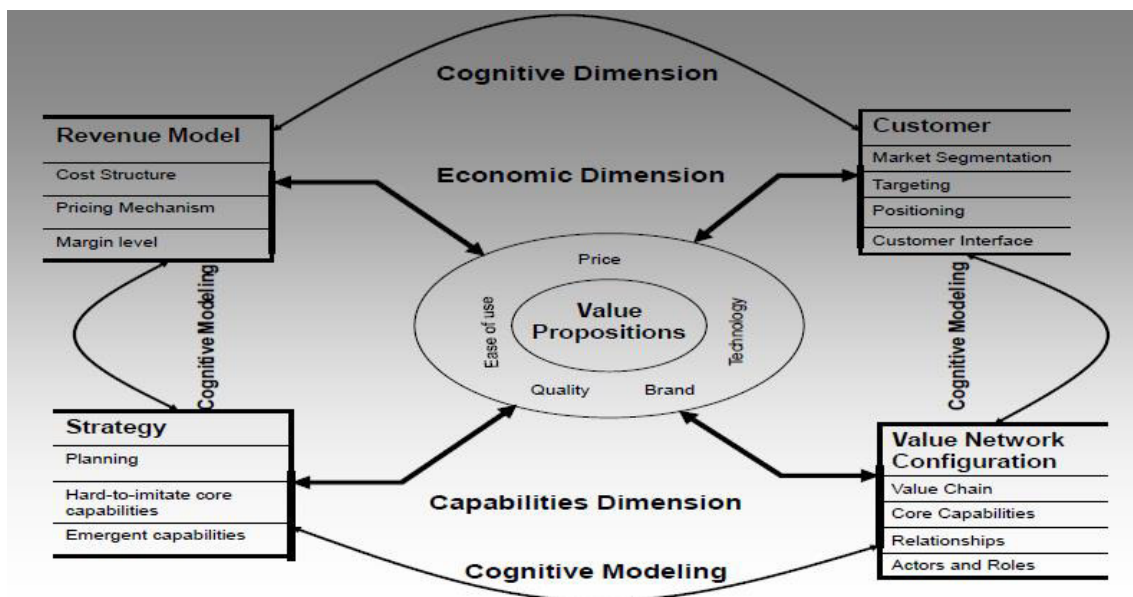 Cognitive Dimension
Revenue Model
Cost Structure
Pricing Mechanism
Margin level
Economic Dimension
Customer
Market Segmentation
Targeting
Positioning
Customer Interface
Price
Ease of use
Value
Propositions
Technology
Quality
Brand
Cognitive Modeling
Cognitive Modeling
Strategy
Planning
Hard-to-imitate core
capabilities
Emergent capabilities
Capabilities Dimension
Value Network
Configuration
Value Chain
Core Capabilities
Relationships
Actors and Roles
Cognitive Modeling